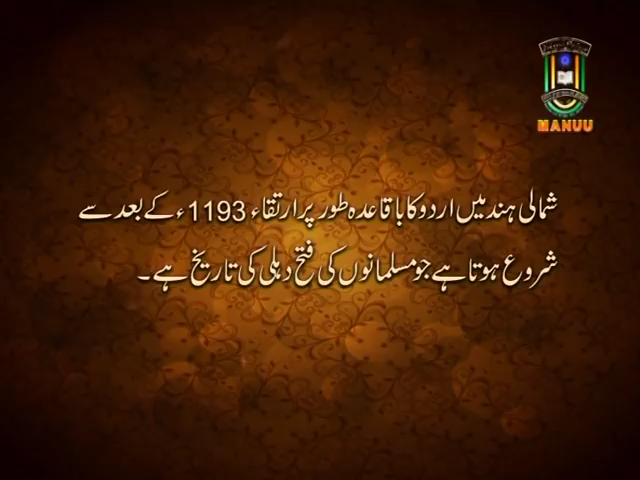 MANUU
شمالی ہند میں اردو کا باقاعدہ طور پر ارتقاء 1193ء کے بعد سے
شروع ہوتا ہے جو مسلمانوں کی فتح دہلی کی تاریخ ہے۔